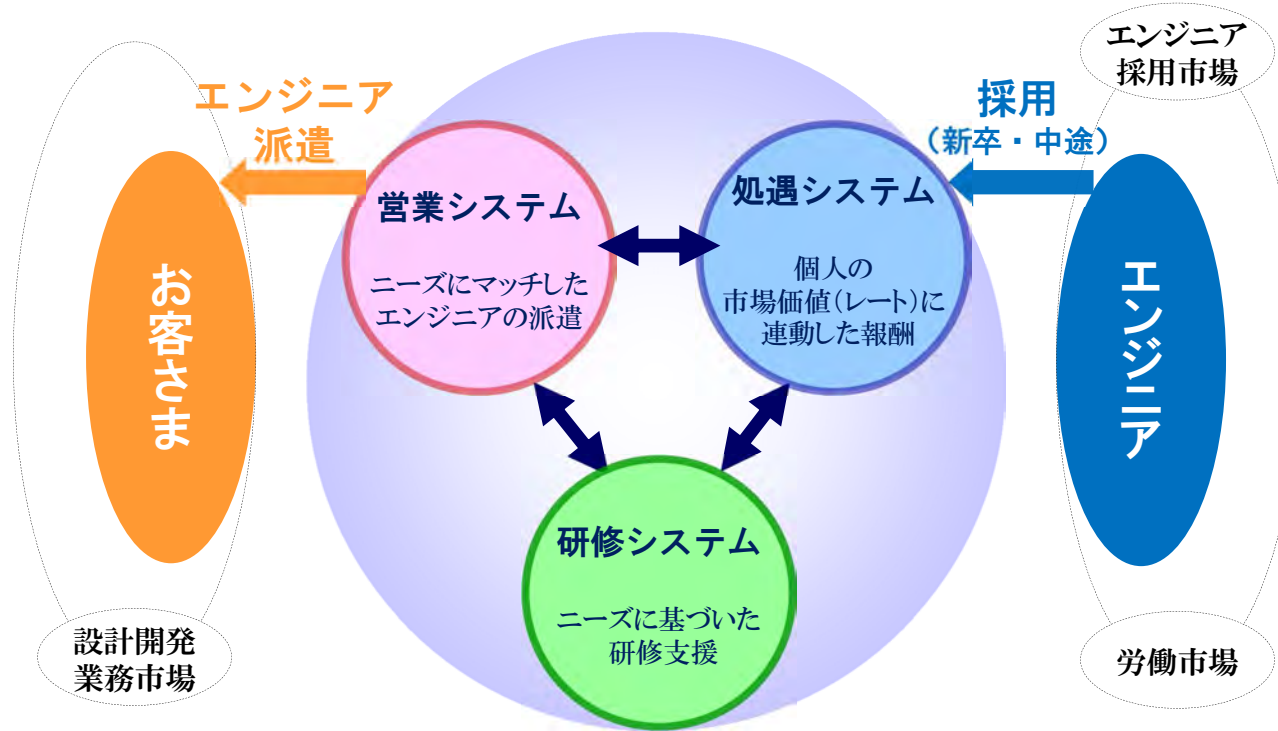 エンジニア
採用市場
エンジニア
派遣
採用
（新卒・中途）
営業システム
ニーズにマッチした
エンジニアの派遣
処遇システム
個人の
市場価値（レート）に
連動した報酬
お客さま
エンジニア
研修システム
ニーズに基づいた
研修支援
設計開発
業務市場
労働市場